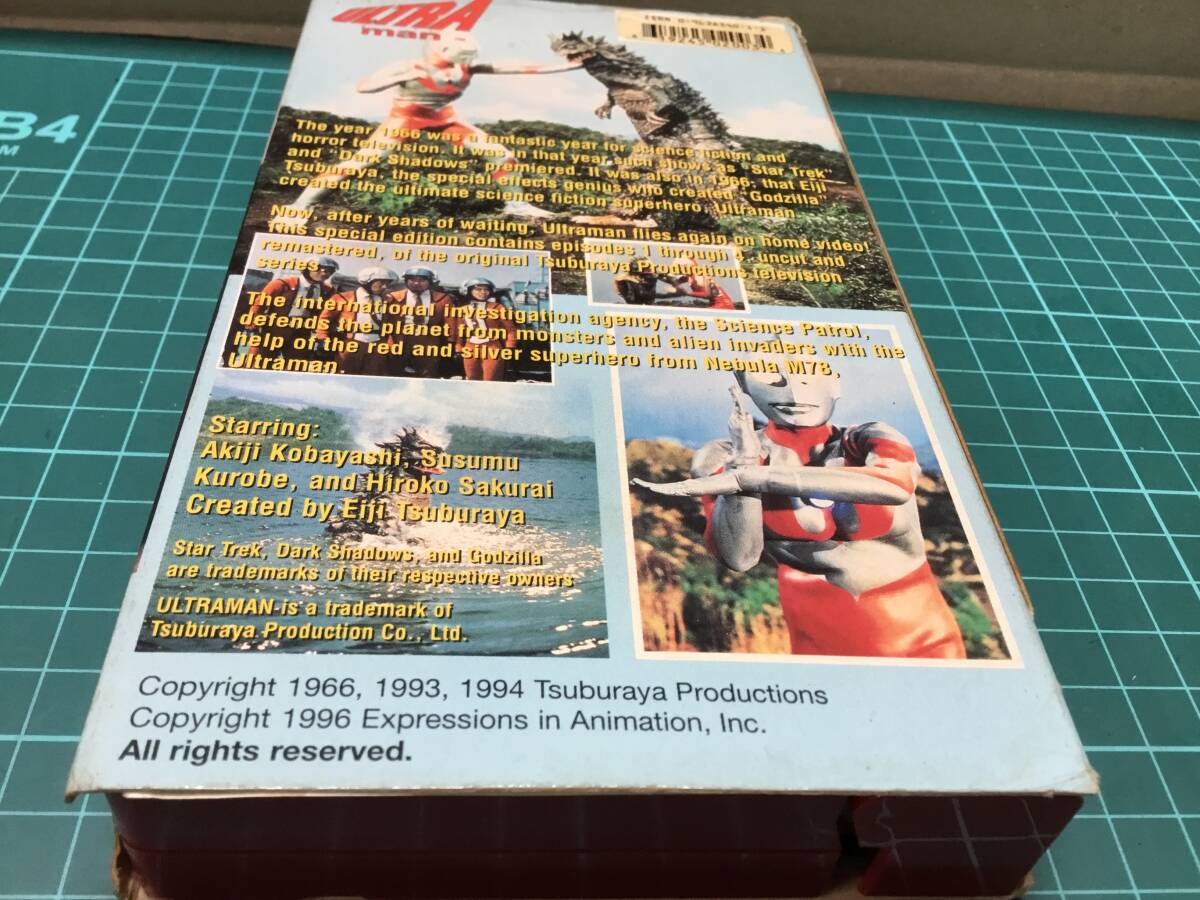 ULTRA
man
The year 1966 was a fantastic year for science fiction and
horror television. It was in that year such shows as "Star Trek"
and "Dark Shadows" premiered. It was also in 1966, that Eiji
Tsuburaya, the special effects genius who created "Godzilla"
created the ultimate science fiction superhero, Ultraman
Now, after years of waiting, Ultraman flies again on home video!
This special edition contains episodes 1 through 4, uncut and
remastered, of the original Tsuburaya Productions television
series.
The international investigation agency, the Science Patrol,
defends the planet from monsters and alien invaders with the
help of the red and silver superhero from Nebula M78,
Ultraman.
Starring:
Akiji Kobayashi, Susumu
Kurobe, and Hiroko Sakurai
Created by Eiji Tsuburaya
Star Trek, Dark Shadows, and Godzilla
are trademarks of their respective owners
ULTRAMAN is a trademark of
Tsuburaya Production Co., Ltd.
Copyright 1966, 1993, 1994 Tsuburaya Productions
Copyright 1996 Expressions in Animation, Inc.
All rights reserved.
B4